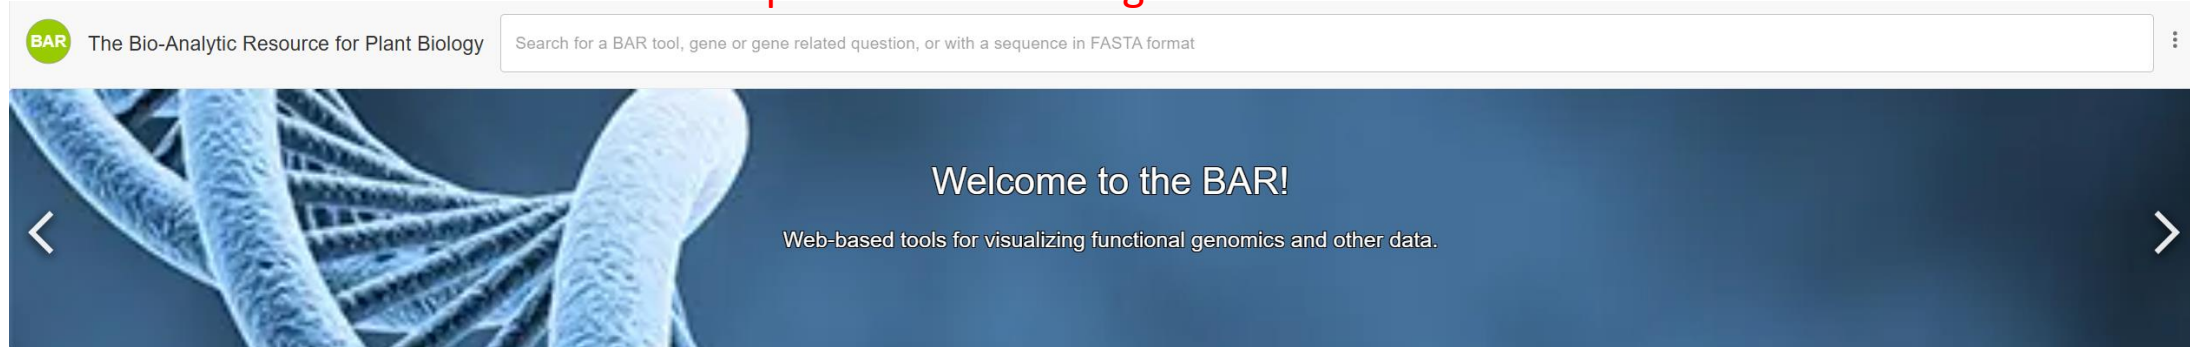 BAR
The Bio-Analytic Resource for Plant Biology
Search for a BAR tool, gene or gene related question, or with a sequence in FASTA format
Welcome to the BAR!
Web-based tools for visualizing functional genomics and other data.